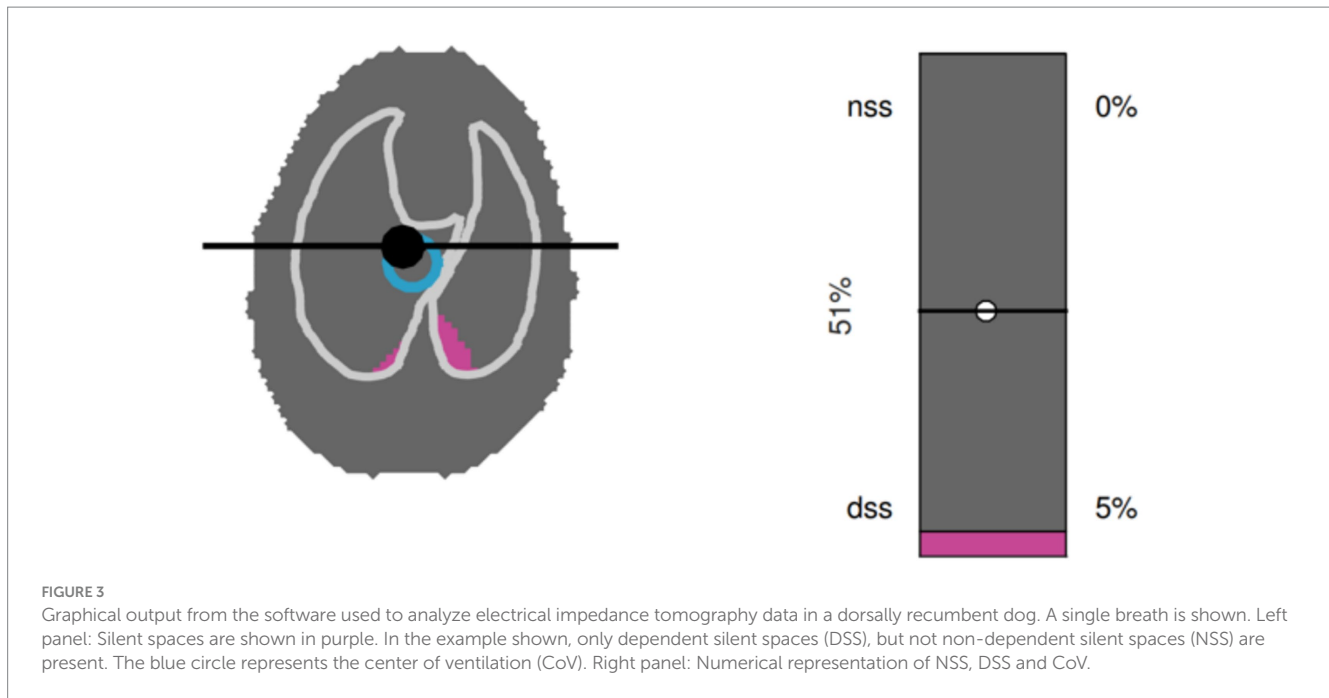 nss 0%
51%
dss 5%
FIGURE 3
Graphical output from the software used to analyze electrical impedance tomography data in a dorsally recumbent dog. A single breath is shown. Left
panel: Silent spaces are shown in purple. In the example shown, only dependent silent spaces (DSS), but not non-dependent silent spaces (NSS) are
present. The blue circle represents the center of ventilation (CoV). Right panel: Numerical representation of NSS, DSS and CoV.